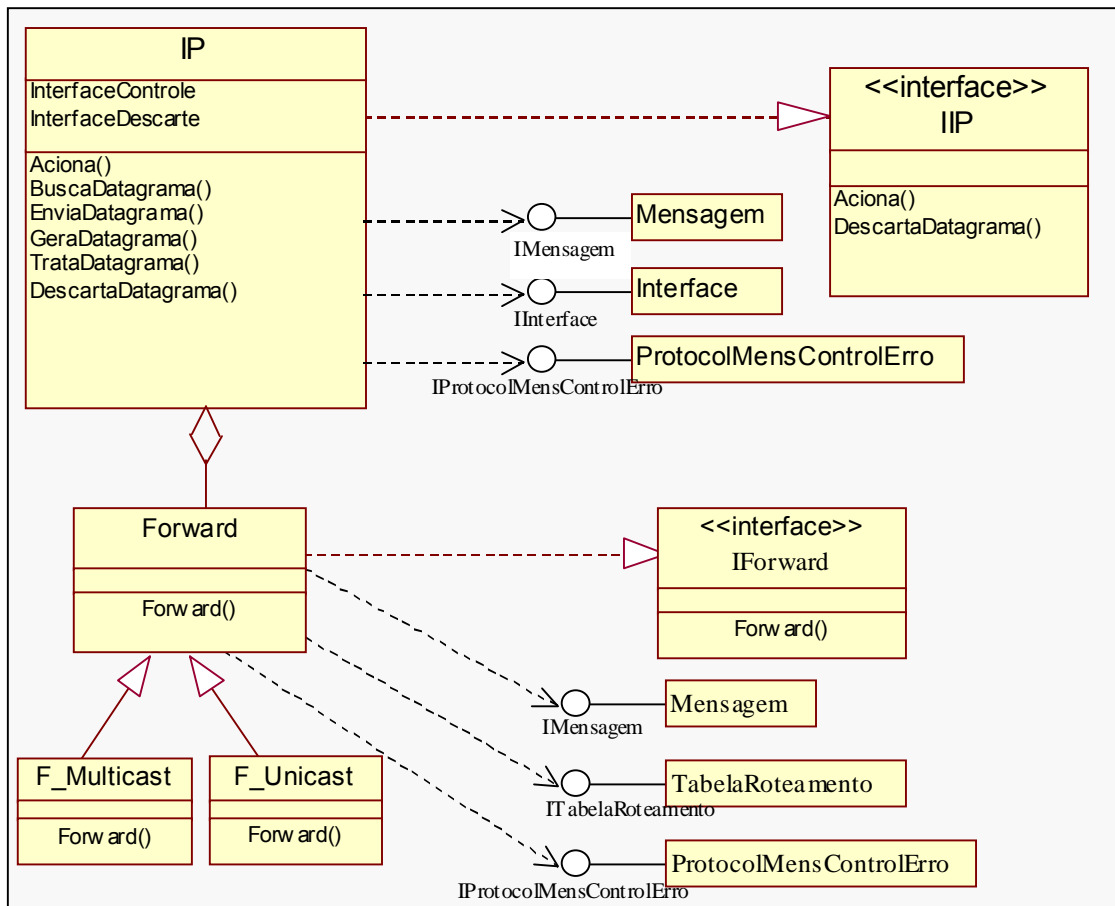 IP
InterfaceControle
InterfaceDescarte
Aciona()
BuscaDatagrama()
EnviaDatagrama()
GeraDatagrama()
TrataDatagrama()
DescartaDatagrama()
<<interface>>
IIP
Aciona()
DescartaDatagrama()
Mensagem
IMensagem
Interface
IInterface
ProtocolMensControlErro
IProtocolMensControlErro
Forward
Forward()
<<interface>>
IForward
Forward()
Mensagem
IMensagem
TabelaRoteamento
ITabelaRoteamento
ProtocolMensControlErro
IProtocolMensControlErro
F_Multicast
Forward()
F_Unicast
Forward()